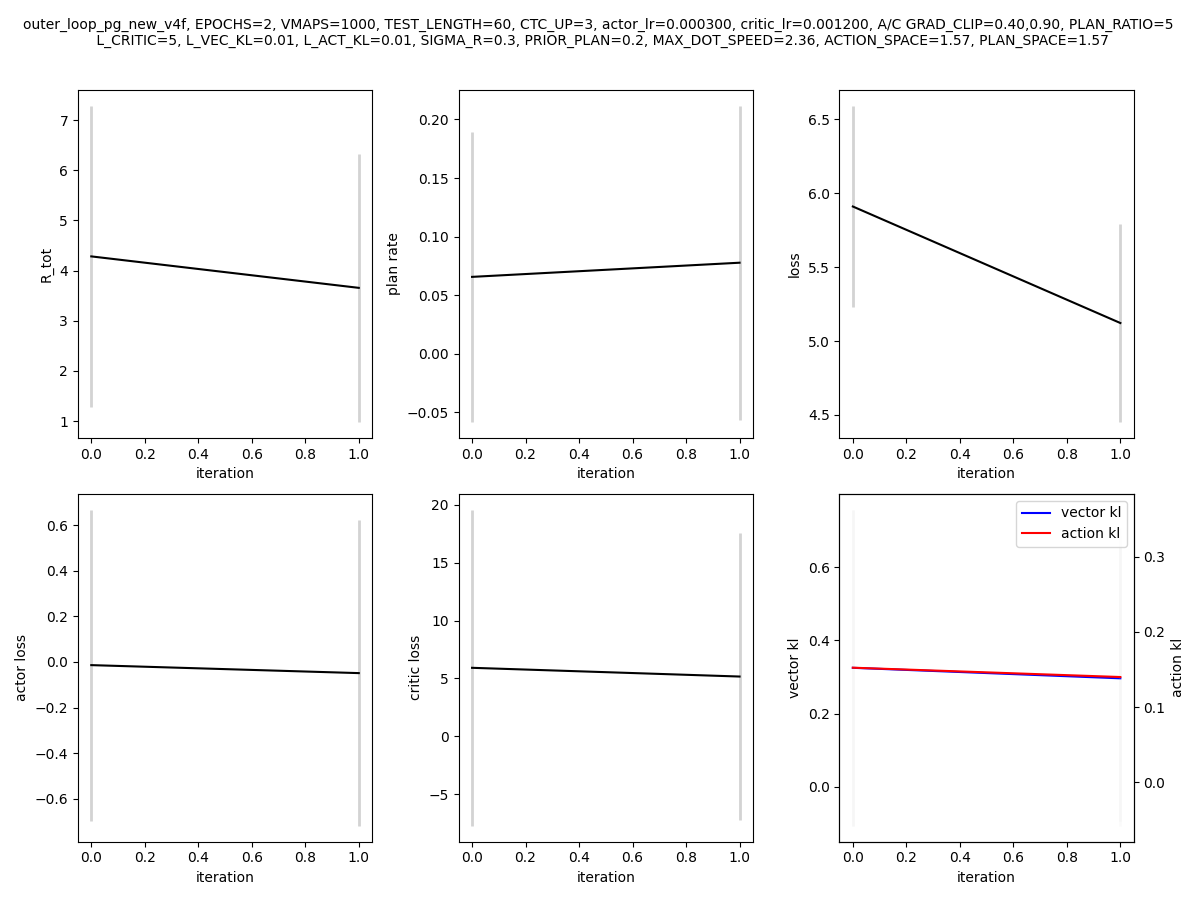 outer_loop_pg_new_v4f, EPOCHS=2, VMAPS=1000, TEST_LENGTH=60, CTC_UP=3, actor_lr=0.000300, critic_lr=0.001200, A/C GRAD_CLIP=0.40,0.90, PLAN_RATIO=5
L_CRITIC=5, L_VEC_KL=0.01, L_ACT_KL=0.01, SIGMA_R=0.3, PRIOR_PLAN=0.2, MAX_DOT_SPEED=2.36, ACTION_SPACE=1.57, PLAN_SPACE=1.57
R_tot
7
6
5
4
3
2
1
0.0 0.2 0.4 0.6 0.8 1.0
iteration
plan rate
0.20
0.15
0.10
0.05
0.00
−0.05
0.0 0.2 0.4 0.6 0.8 1.0
iteration
loss
6.5
6.0
5.5
5.0
4.5
0.0 0.2 0.4 0.6 0.8 1.0
iteration
actor loss
0.6
0.4
0.2
0.0
−0.2
−0.4
−0.6
0.0 0.2 0.4 0.6 0.8 1.0
iteration
critic loss
20
15
10
5
0
−5
0.0 0.2 0.4 0.6 0.8 1.0
iteration
vector kl
0.6
0.4
0.2
0.0
vector kl
action kl
0.3
0.2
0.1
0.0
action kl
0.0 0.2 0.4 0.6 0.8 1.0
iteration